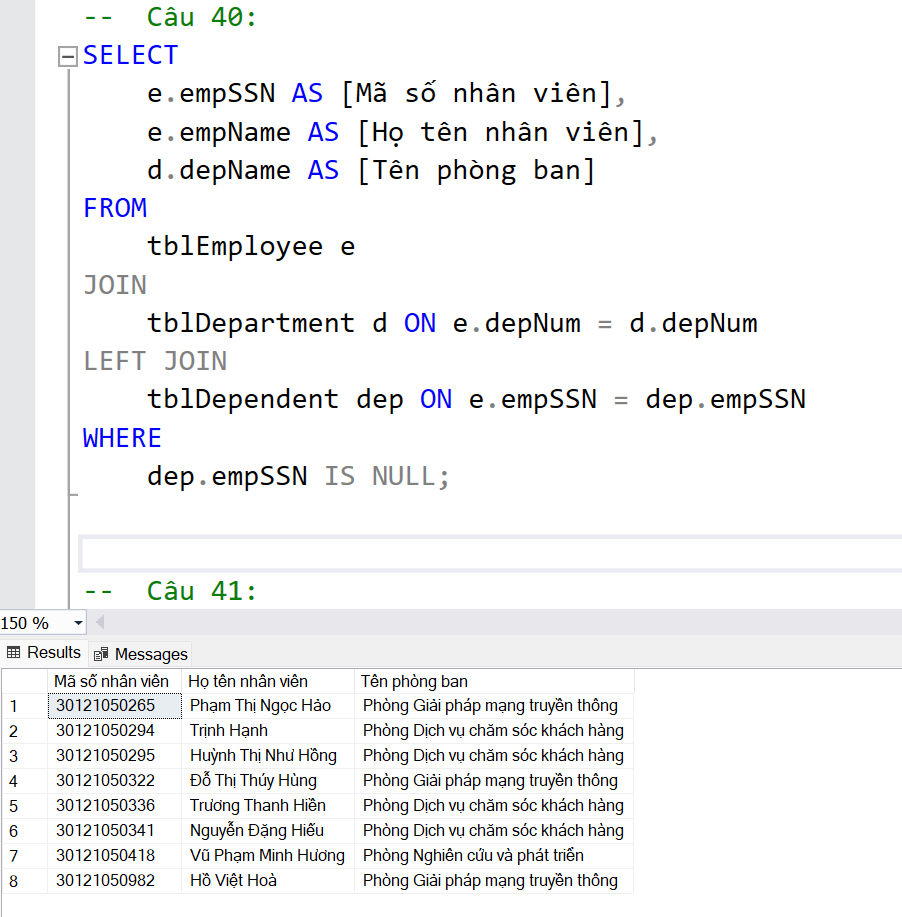 -- Câu 40:
SELECT
e.empSSN AS [Mã số nhân viên],
e.empName AS [Họ tên nhân viên],
d.depName AS [Tên phòng ban]
FROM
tblEmployee e
JOIN
tblDepartment d ON e.depNum = d.depNum
LEFT JOIN
tblDependent dep ON e.empSSN = dep.empSSN
WHERE
dep.empSSN IS NULL;
-- Câu 41:
150 %
Results Messages
Mã số nhân viên Họ tên nhân viên Tên phòng ban
1 30121050265 Phạm Thị Ngọc Hảo Phòng Giải pháp mạng truyền thông
2 30121050294 Trịnh Hạnh Phòng Dịch vụ chăm sóc khách hàng
3 30121050295 Huỳnh Thị Như Hồng Phòng Dịch vụ chăm sóc khách hàng
4 30121050322 Đỗ Thị Thúy Hùng Phòng Giải pháp mạng truyền thông
5 30121050336 Trương Thanh Hiền Phòng Dịch vụ chăm sóc khách hàng
6 30121050341 Nguyễn Đặng Hiếu Phòng Dịch vụ chăm sóc khách hàng
7 30121050418 Vũ Phạm Minh Hương Phòng Nghiên cứu và phát triển
8 30121050982 Hồ Việt Hoà Phòng Giải pháp mạng truyền thông